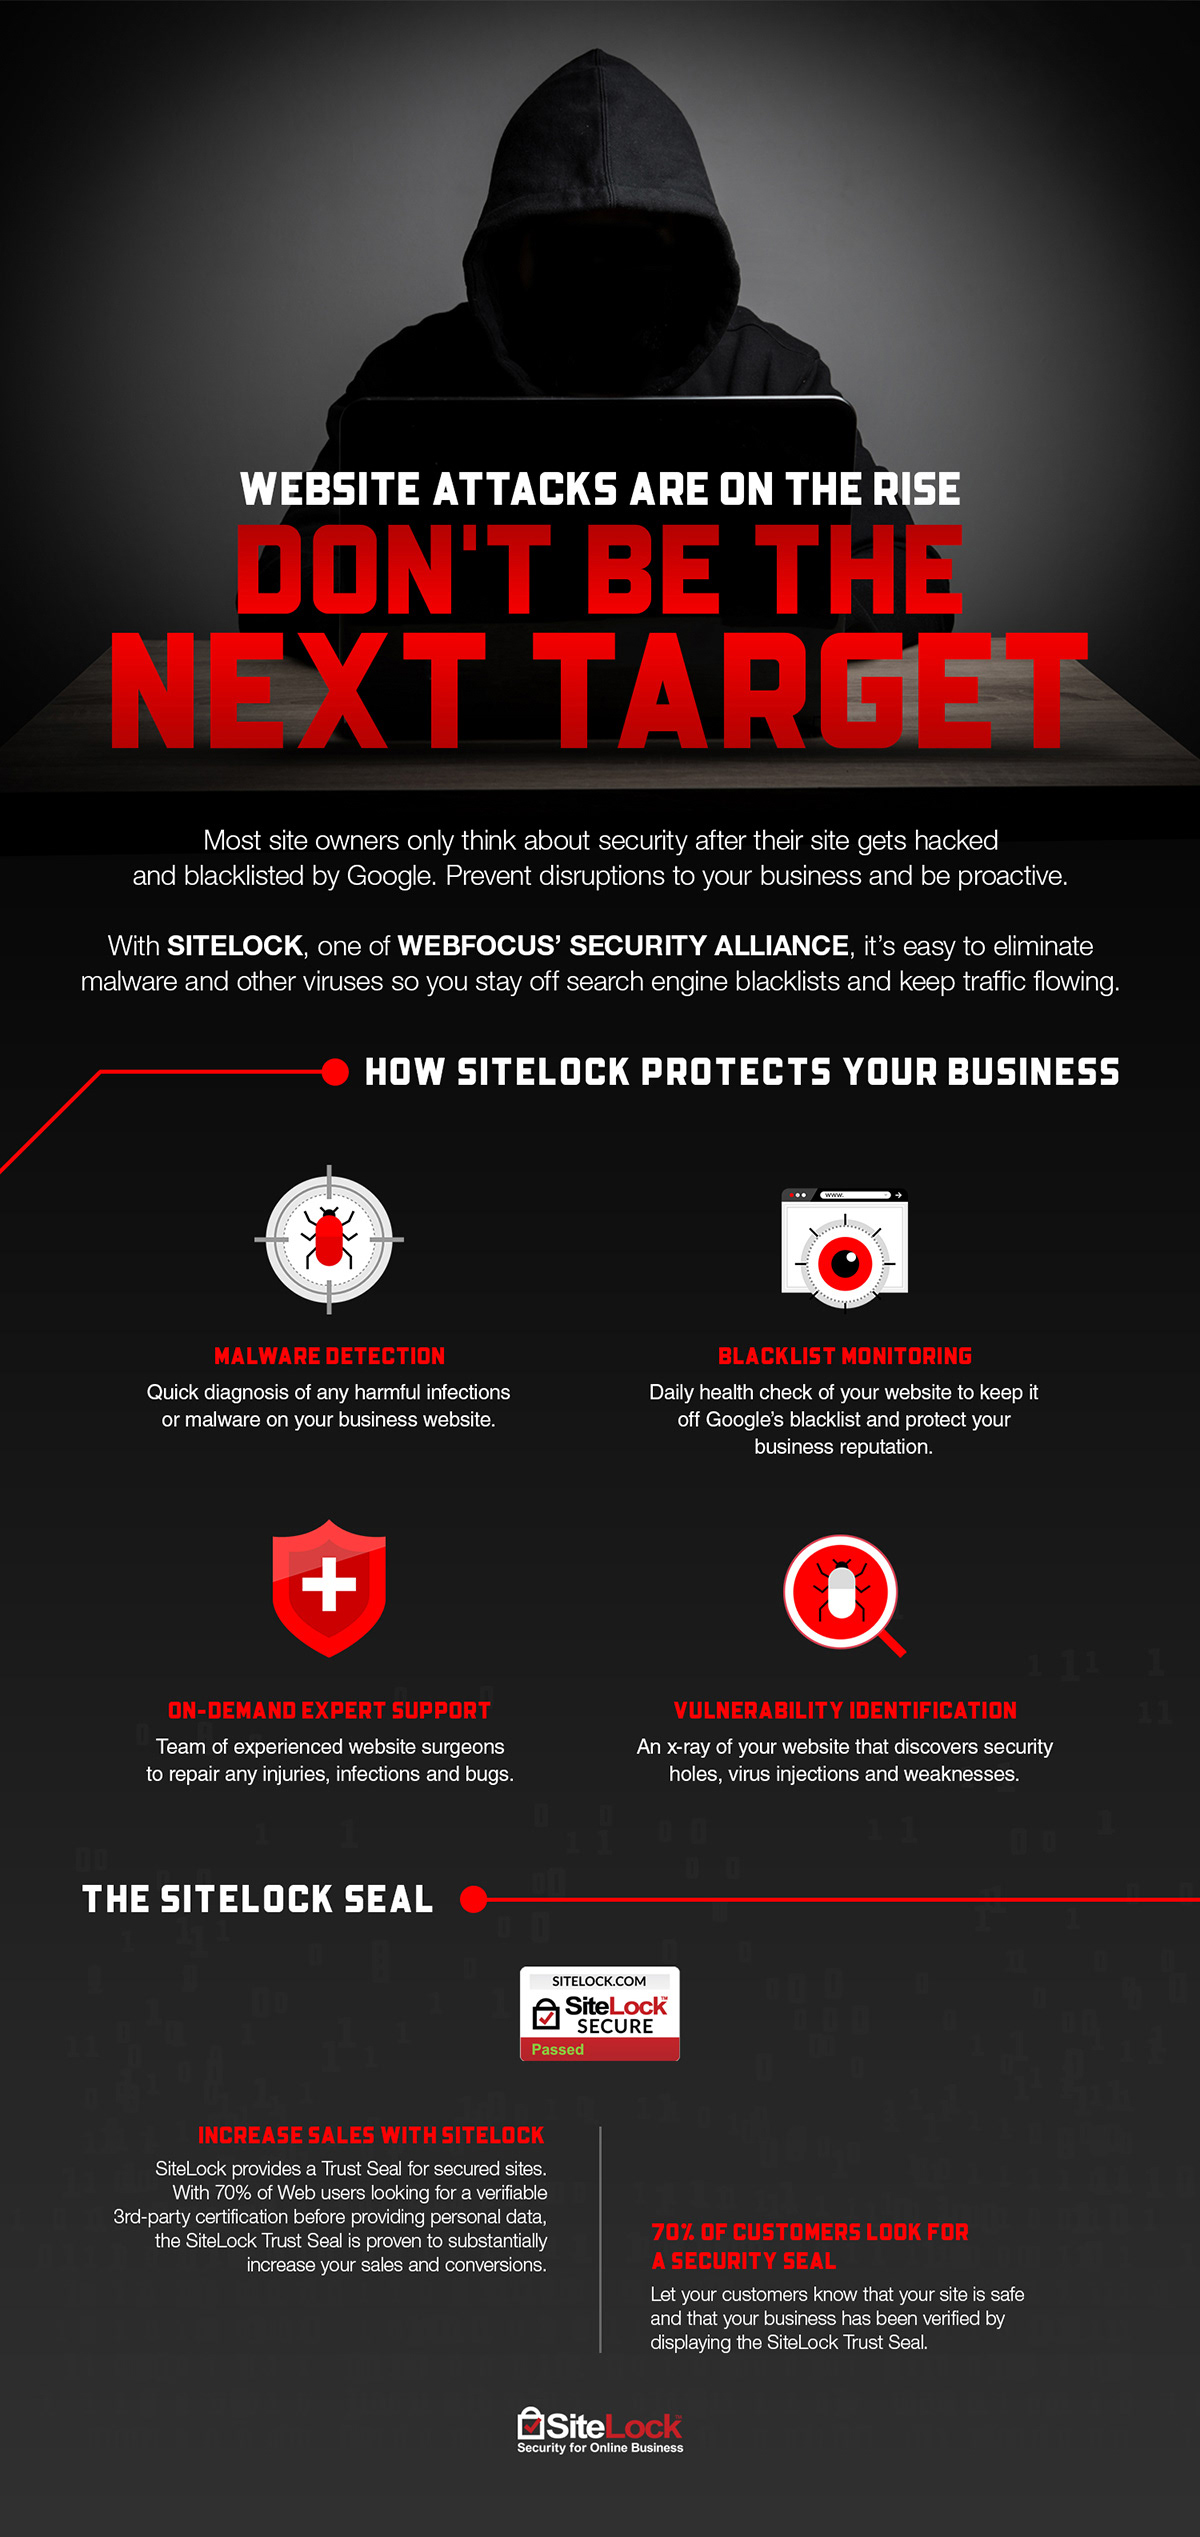 WEBSITE ATTACKS ARE ON THE RISE
DON'T BE THE
NEXT TARGET
Most site owners only think about security after their site gets hacked
and blacklisted by Google. Prevent disruptions to your business and be proactive.
With SITELOCK, one of WEBFOCUS’ SECURITY ALLIANCE, it’s easy to eliminate
malware and other viruses so you stay off search engine blacklists and keep traffic flowing.
HOW SITELOCK PROTECTS YOUR BUSINESS
MALWARE DETECTION
Quick diagnosis of any harmful infections
or malware on your business website.
www.
BLACKLIST MONITORING
Daily health check of your website to keep it
off Google’s blacklist and protect your
business reputation.
ON-DEMAND EXPERT SUPPORT
Team of experienced website surgeons
to repair any injuries, infections and bugs.
VULNERABILITY IDENTIFICATION
An x-ray of your website that discovers security
holes, virus injections and weaknesses.
THE SITELOCK SEAL
SITELOCK.COM
SiteLock™
SECURE
Passed
INCREASE SALES WITH SITELOCK
SiteLock provides a Trust Seal for secured sites.
With 70% of Web users looking for a verifiable
3rd-party certification before providing personal data,
the SiteLock Trust Seal is proven to substantially
increase your sales and conversions.
70% OF CUSTOMERS LOOK FOR
A SECURITY SEAL
Let your customers know that your site is safe
and that your business has been verified by
displaying the SiteLock Trust Seal.
SiteLock™
Security for Online Business